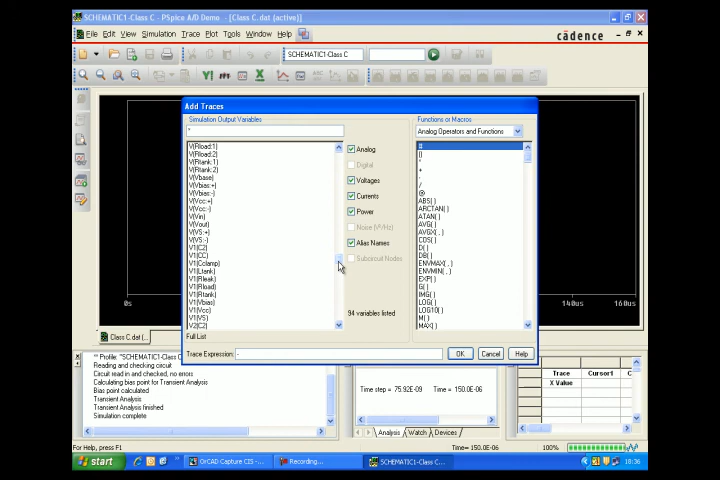 SCHEMATIC1-Class C - PSpice A/D Demo - [Class C.dat (active)]
File Edit View Simulation Trace Plot Tools Window Help
cādence
SCHEMATIC1-Class C
Add Traces
Simulation Output Variables
*
Functions or Macros
Analog Operators and Functions
V(Rload:1)
V(Rload:2)
V(Rtank:1)
V(Rtank:2)
V(Vbase)
V(Vbias:+)
V(Vbias:-)
V(Vcc:+)
V(Vcc:-)
V(Vin)
V(Vout)
V(VS:+)
V(VS:-)
V1(C2)
V1(CC)
V1(Cclamp)
V1(Ltank)
V1(Rleak)
V1(Rload)
V1(Rtank)
V1(Vbias)
V1(Vcc)
V1(VS)
V2(C2)
Analog
Digital
Voltages
Currents
Power
Noise (V²/Hz)
Alias Names
Subcircuit Nodes
94 variables listed
#
()
*
+
-
/
@
ABS( )
ARCTAN( )
ATAN( )
AVG( )
AVGX( , )
COS( )
D( )
DB( )
ENVMAX( , )
ENVMIN( , )
EXP( )
G( )
IMG( )
LOG( )
LOG10( )
M( )
MAX( )
Full List
Trace Expression: -
OK Cancel Help
0s
140us 160us
Class C.dat (...
** Profile: "SCHEMATIC1-Class C
Reading and checking circuit
Circuit read in and checked, no errors
Calculating bias point for Transient Analysis
Bias point calculated
Transient Analysis
Transient Analysis finished
Simulation complete
Time step = 75.92E-09 Time = 150.0E-06
Analysis Watch Devices
Trace Cursor1 C
X Value
For Help, press F1
Time= 150.0E-06 100%
start
OrCAD Capture CIS -...
Recording...
SCHEMATIC1-Class C...
18:36